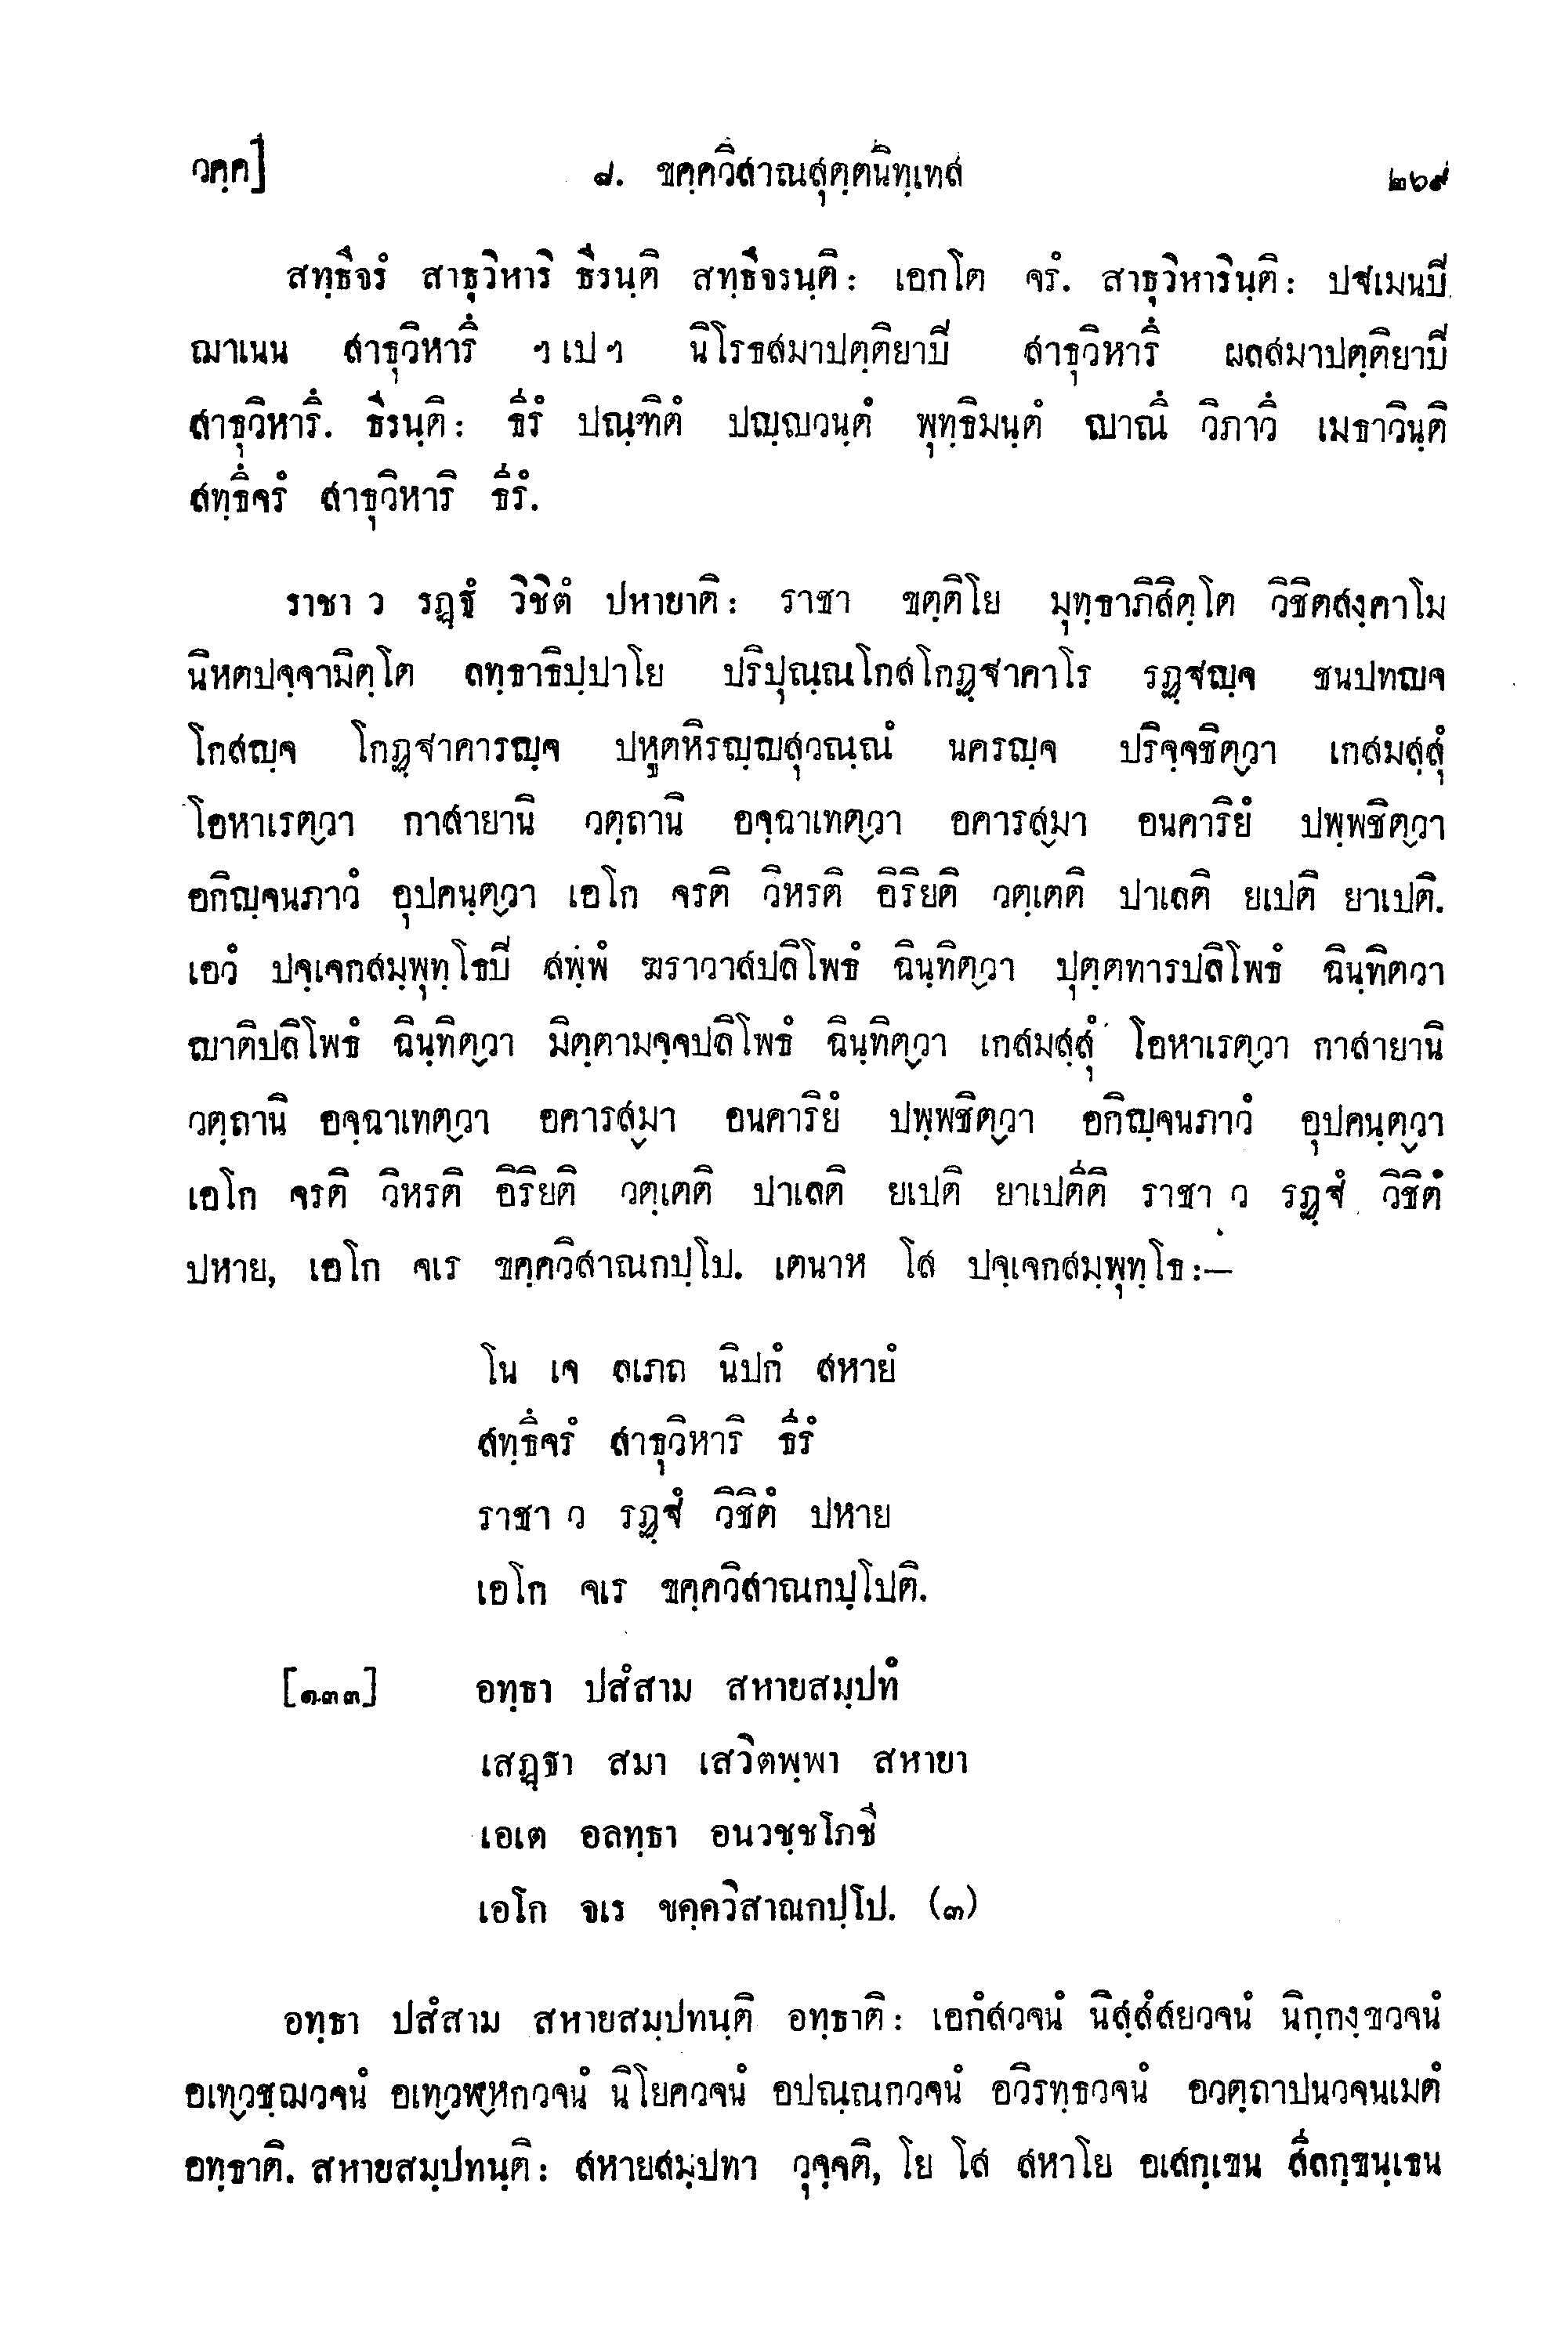 วคฺค] ๘. ขคฺควิสาณสุตฺตนิทฺเทส ๒๖๙
สทฺธึจรํ สาธุวิหาริ ธีรนฺติ สทฺธึจรนฺติ: เอกโต จรํ. สาธุวิหารินฺติ: ปฐเมนปี
ฌาเนน สาธุวิหารึ ฯ เป ฯ นิโรธสมาปตฺติยาปี สาธุวิหารึ ผลสมาปตฺติยาปี
สาธุวิหารึ. ธีรนฺติ: ธีรํ ปณฺฑิตํ ปญฺญวนฺตํ พุทฺธิมนฺตํ ญาณึ วิภาวึ เมธาวินฺติ
สทฺธึจรํ สาธุวิหาริ ธีรํ.
ราชา ว รฏฺฐํ วิชิตํ ปหายาติ: ราชา ขตฺติโย มุทฺธาภิสิตฺโต วิชิตสงฺคาโม
นิหตปจฺจามิตฺโต ลทฺธาธิปฺปาโย ปริปุณฺณโกสโกฏฺฐาคาโร รฏฺฐญฺจ ชนปทญจ
โกสญฺจ โกฏฺฐาคารญฺจ ปหูตหิรญฺญสุวณฺณํ นครญฺจ ปริจฺจชิตฺวา เกสมสฺสุํ
โอหาเรตฺวา กาสายานิ วตฺถานิ อจฺฉาเทตฺวา อคารสฺมา อนคาริยํ ปพฺพชิตฺวา
อกิญฺจนภาวํ อุปคนฺตฺวา เอโก จรติ วิหรติ อิริยติ วตฺเตติ ปาเลติ ยเปติ ยาเปติ.
เอวํ ปจฺเจกสมฺพุทฺโธปี สพฺพํ ฆราวาสปลิโพธํ ฉินฺทิตฺวา ปุตฺตทารปลิโพธํ ฉินฺทิตวา
ญาติปลิโพธํ ฉินฺทิตฺวา มิตฺตามจฺจปลิโพธํ ฉินฺทิตฺวา เกสมสฺสุํ โอหาเรตฺวา กาสายานิ
วตฺถานิ อจฺฉาเทตฺวา อคารสฺมา อนคาริยํ ปพฺพชิตฺวา อกิญฺจนภาวํ อุปคนฺตฺวา
เอโก จรติ วิหรติ อิริยติ วตฺเตติ ปาเลติ ยเปติ ยาเปตีติ ราชา ว รฏฺฐํ วิชิตํ
ปหาย, เอโก จเร ขคฺควิสาณกปฺโป. เตนาห โส ปจฺเจกสมฺพุทฺโธ:—
โน เจ ลเภถ นิปกํ สหายํ
สทฺธึจรํ สาธุวิหาริ ธีรํ
ราชา ว รฏฺฐํ วิชิตํ ปหาย
เอโก จเร ขคฺควิสาณกปฺโปติ.
[๑๓๓] อทฺธา ปสํสาม สหายสมฺปทํ
เสฏฺฐา สมา เสวิตพฺพา สหายา
เอเต อลทฺธา อนวชฺชโภชี
เอโก จเร ขคฺควิสาณกปฺโป. (๓)
อทฺธา ปสํสาม สหายสมฺปทนฺติ อทฺธาติ: เอกํสวจนํ นิสฺสํสยวจนํ นิกฺกงฺขวจนํ
อเทฺวชฺฌวจนํ อเทฺวฬฺหกวจนํ นิโยควจนํ อปณฺณกวจนํ อวิรทฺธวจนํ อวตฺถาปนวจนเมตํ
อทฺธาติ. สหายสมฺปทนฺติ: สหายสมฺปทา วุจฺจติ, โย โส สหาโย อเสกฺเขน สีลกฺขนฺเธน